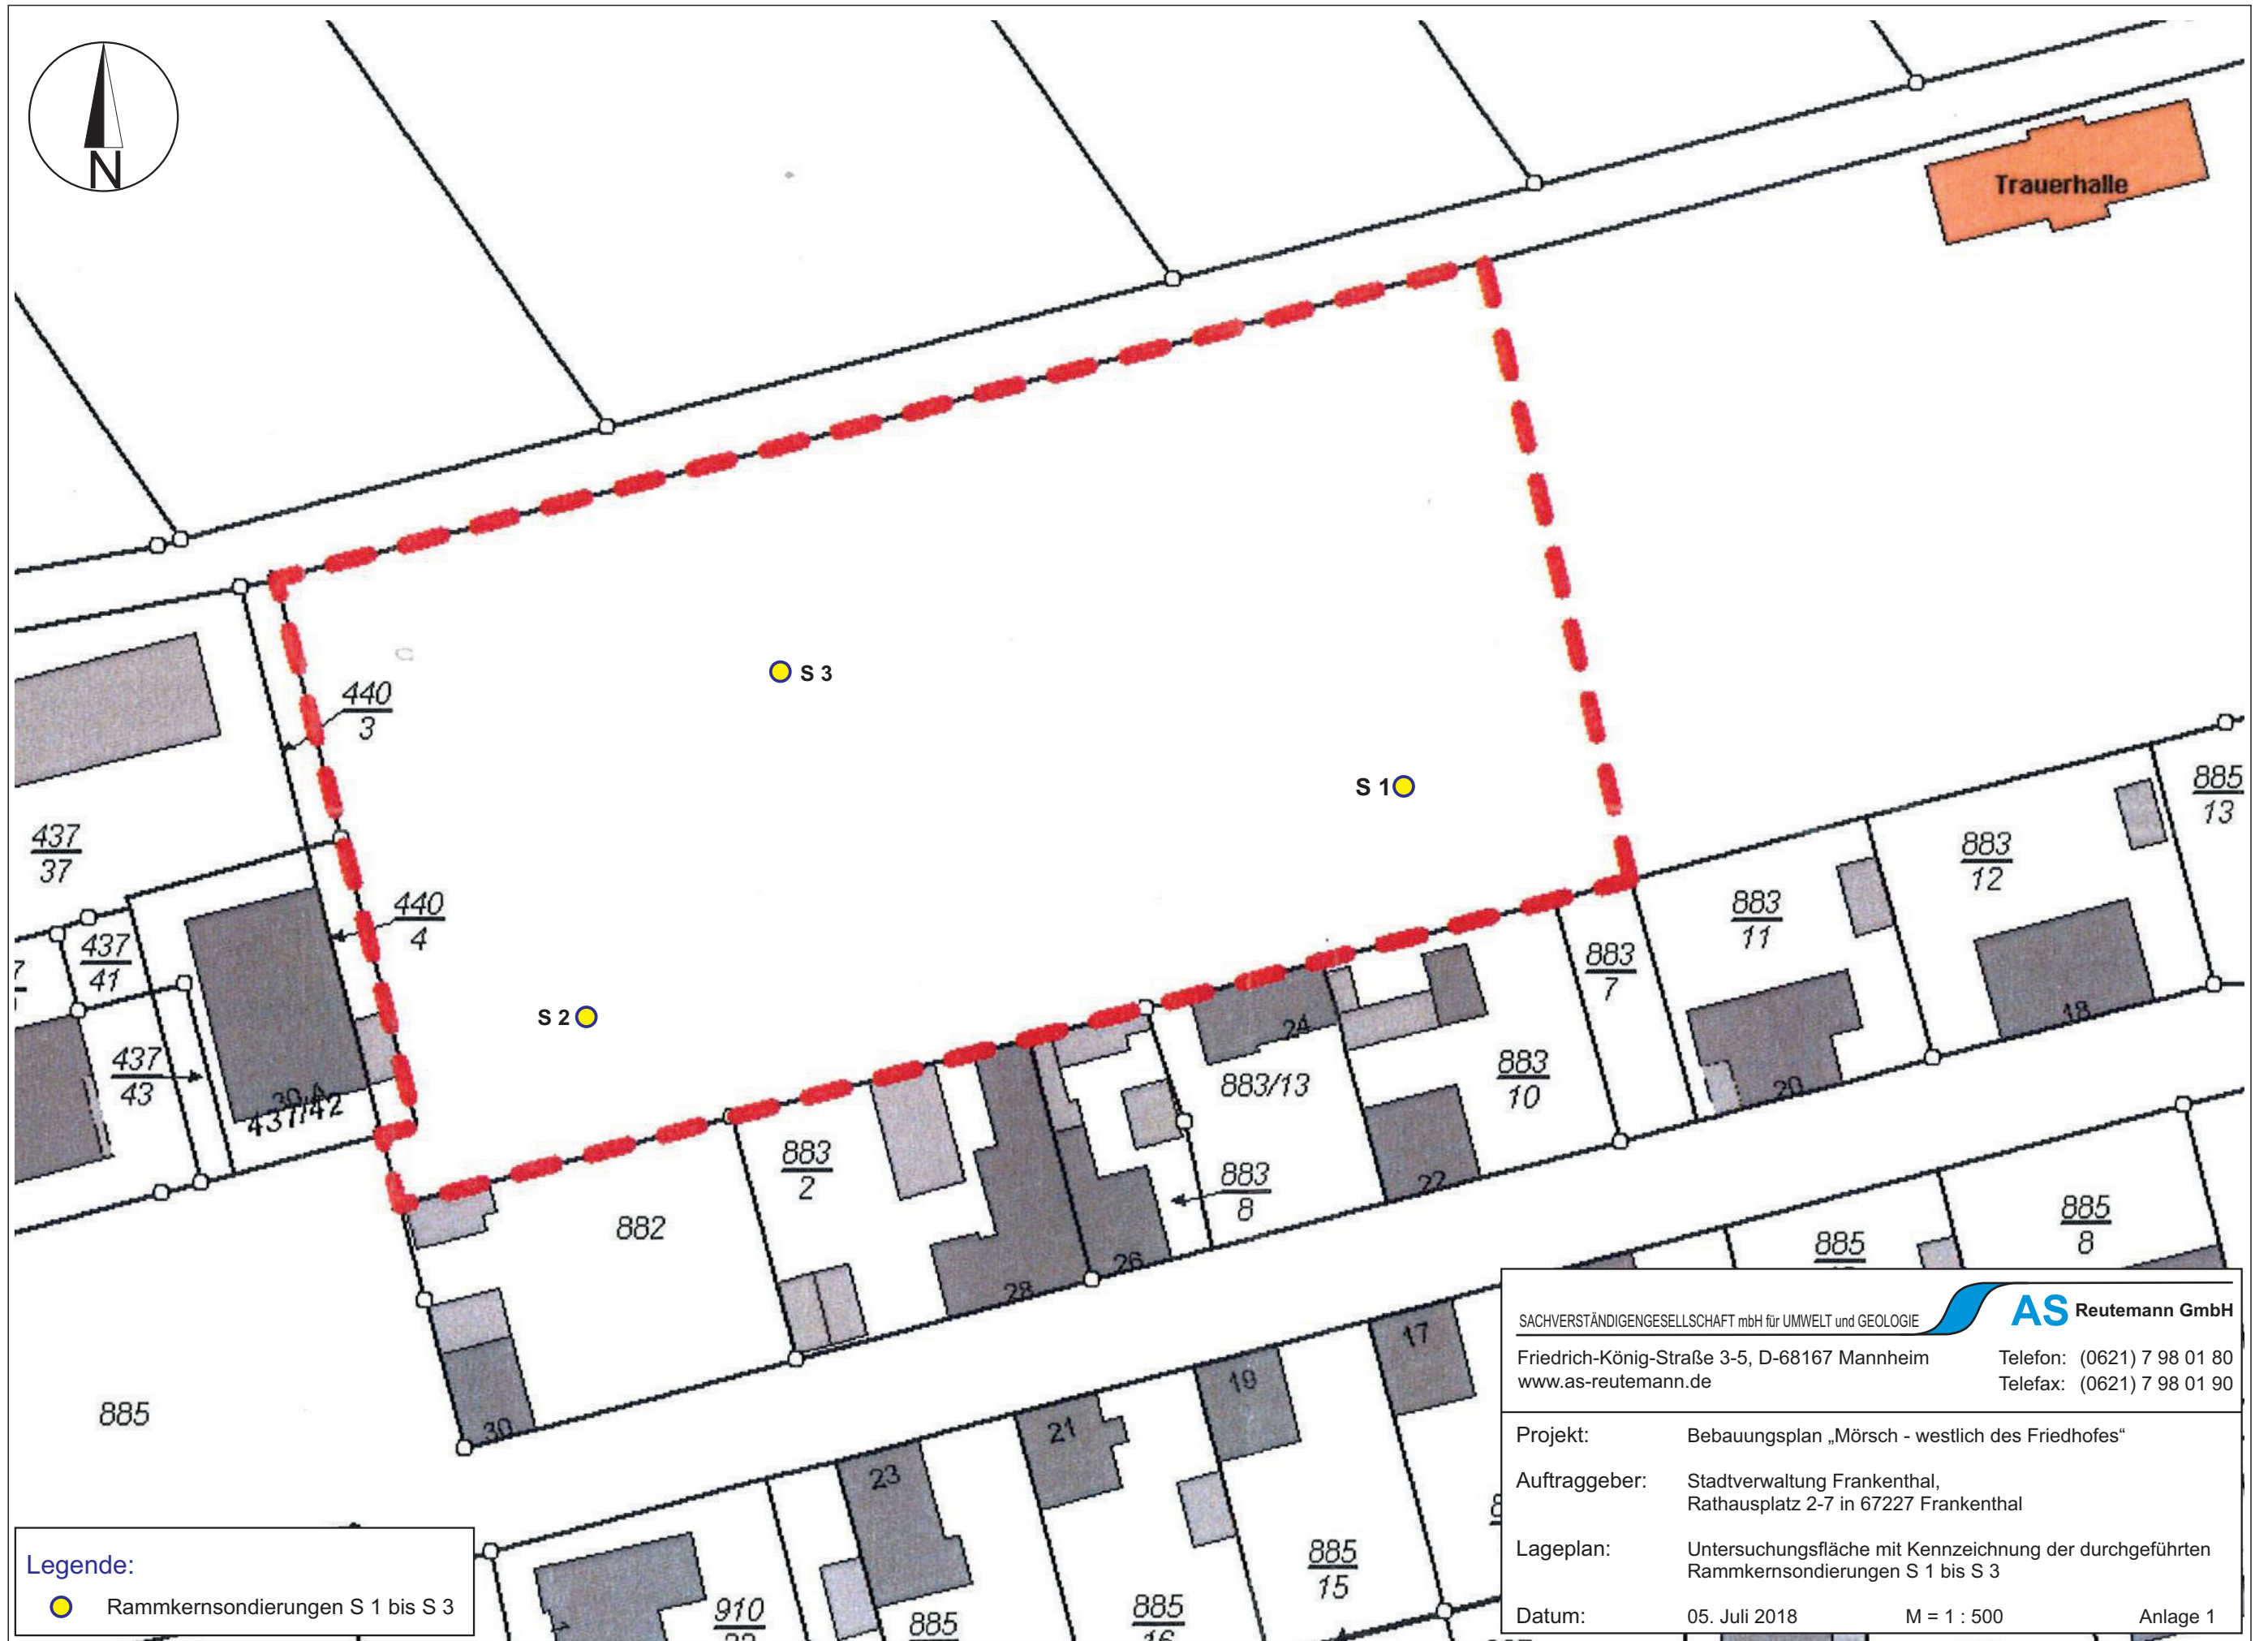 N
Trauerhalle
S 3
S 1
S 2
440
3
440
4
437
37
437
41
437
43
30 A
437/42
885
13
883
12
883
11
883
7
883
10
883/13
883
8
883
2
882
885
24
22
20
18
26
28
30
885
8
885
17
19
21
23
885
15
885
16
885
910
SACHVERSTÄNDIGENGESELLSCHAFT mbH für UMWELT und GEOLOGIE
AS Reutemann GmbH
Friedrich-König-Straße 3-5, D-68167 Mannheim
www.as-reutemann.de
Telefon: (0621) 7 98 01 80
Telefax: (0621) 7 98 01 90
Projekt: Bebauungsplan „Mörsch - westlich des Friedhofes“
Auftraggeber: Stadtverwaltung Frankenthal,
Rathausplatz 2-7 in 67227 Frankenthal
Lageplan: Untersuchungsfläche mit Kennzeichnung der durchgeführten
Rammkernsondierungen S 1 bis S 3
Datum: 05. Juli 2018 M = 1 : 500 Anlage 1
Legende:
Rammkernsondierungen S 1 bis S 3